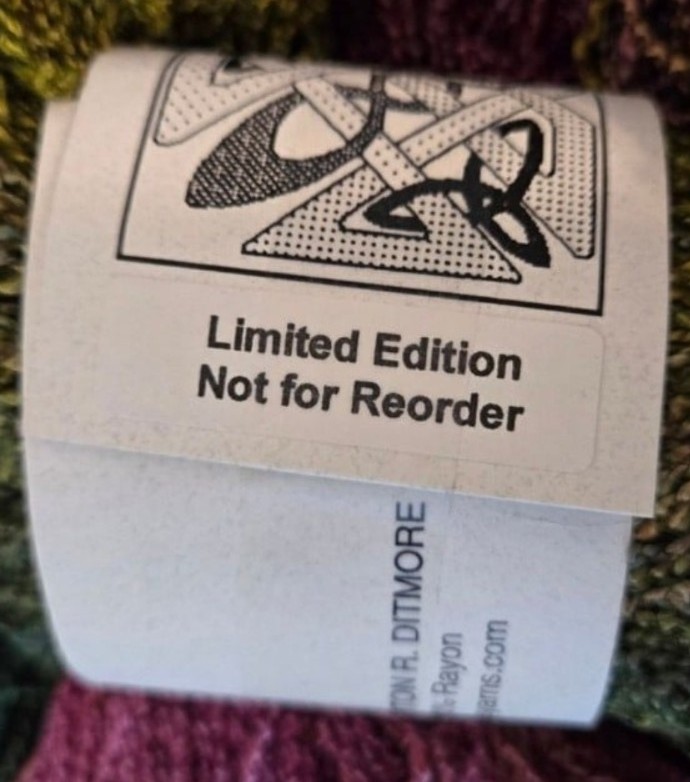 Limited Edition
Not for Reorder
R. DITMORE
Rayon